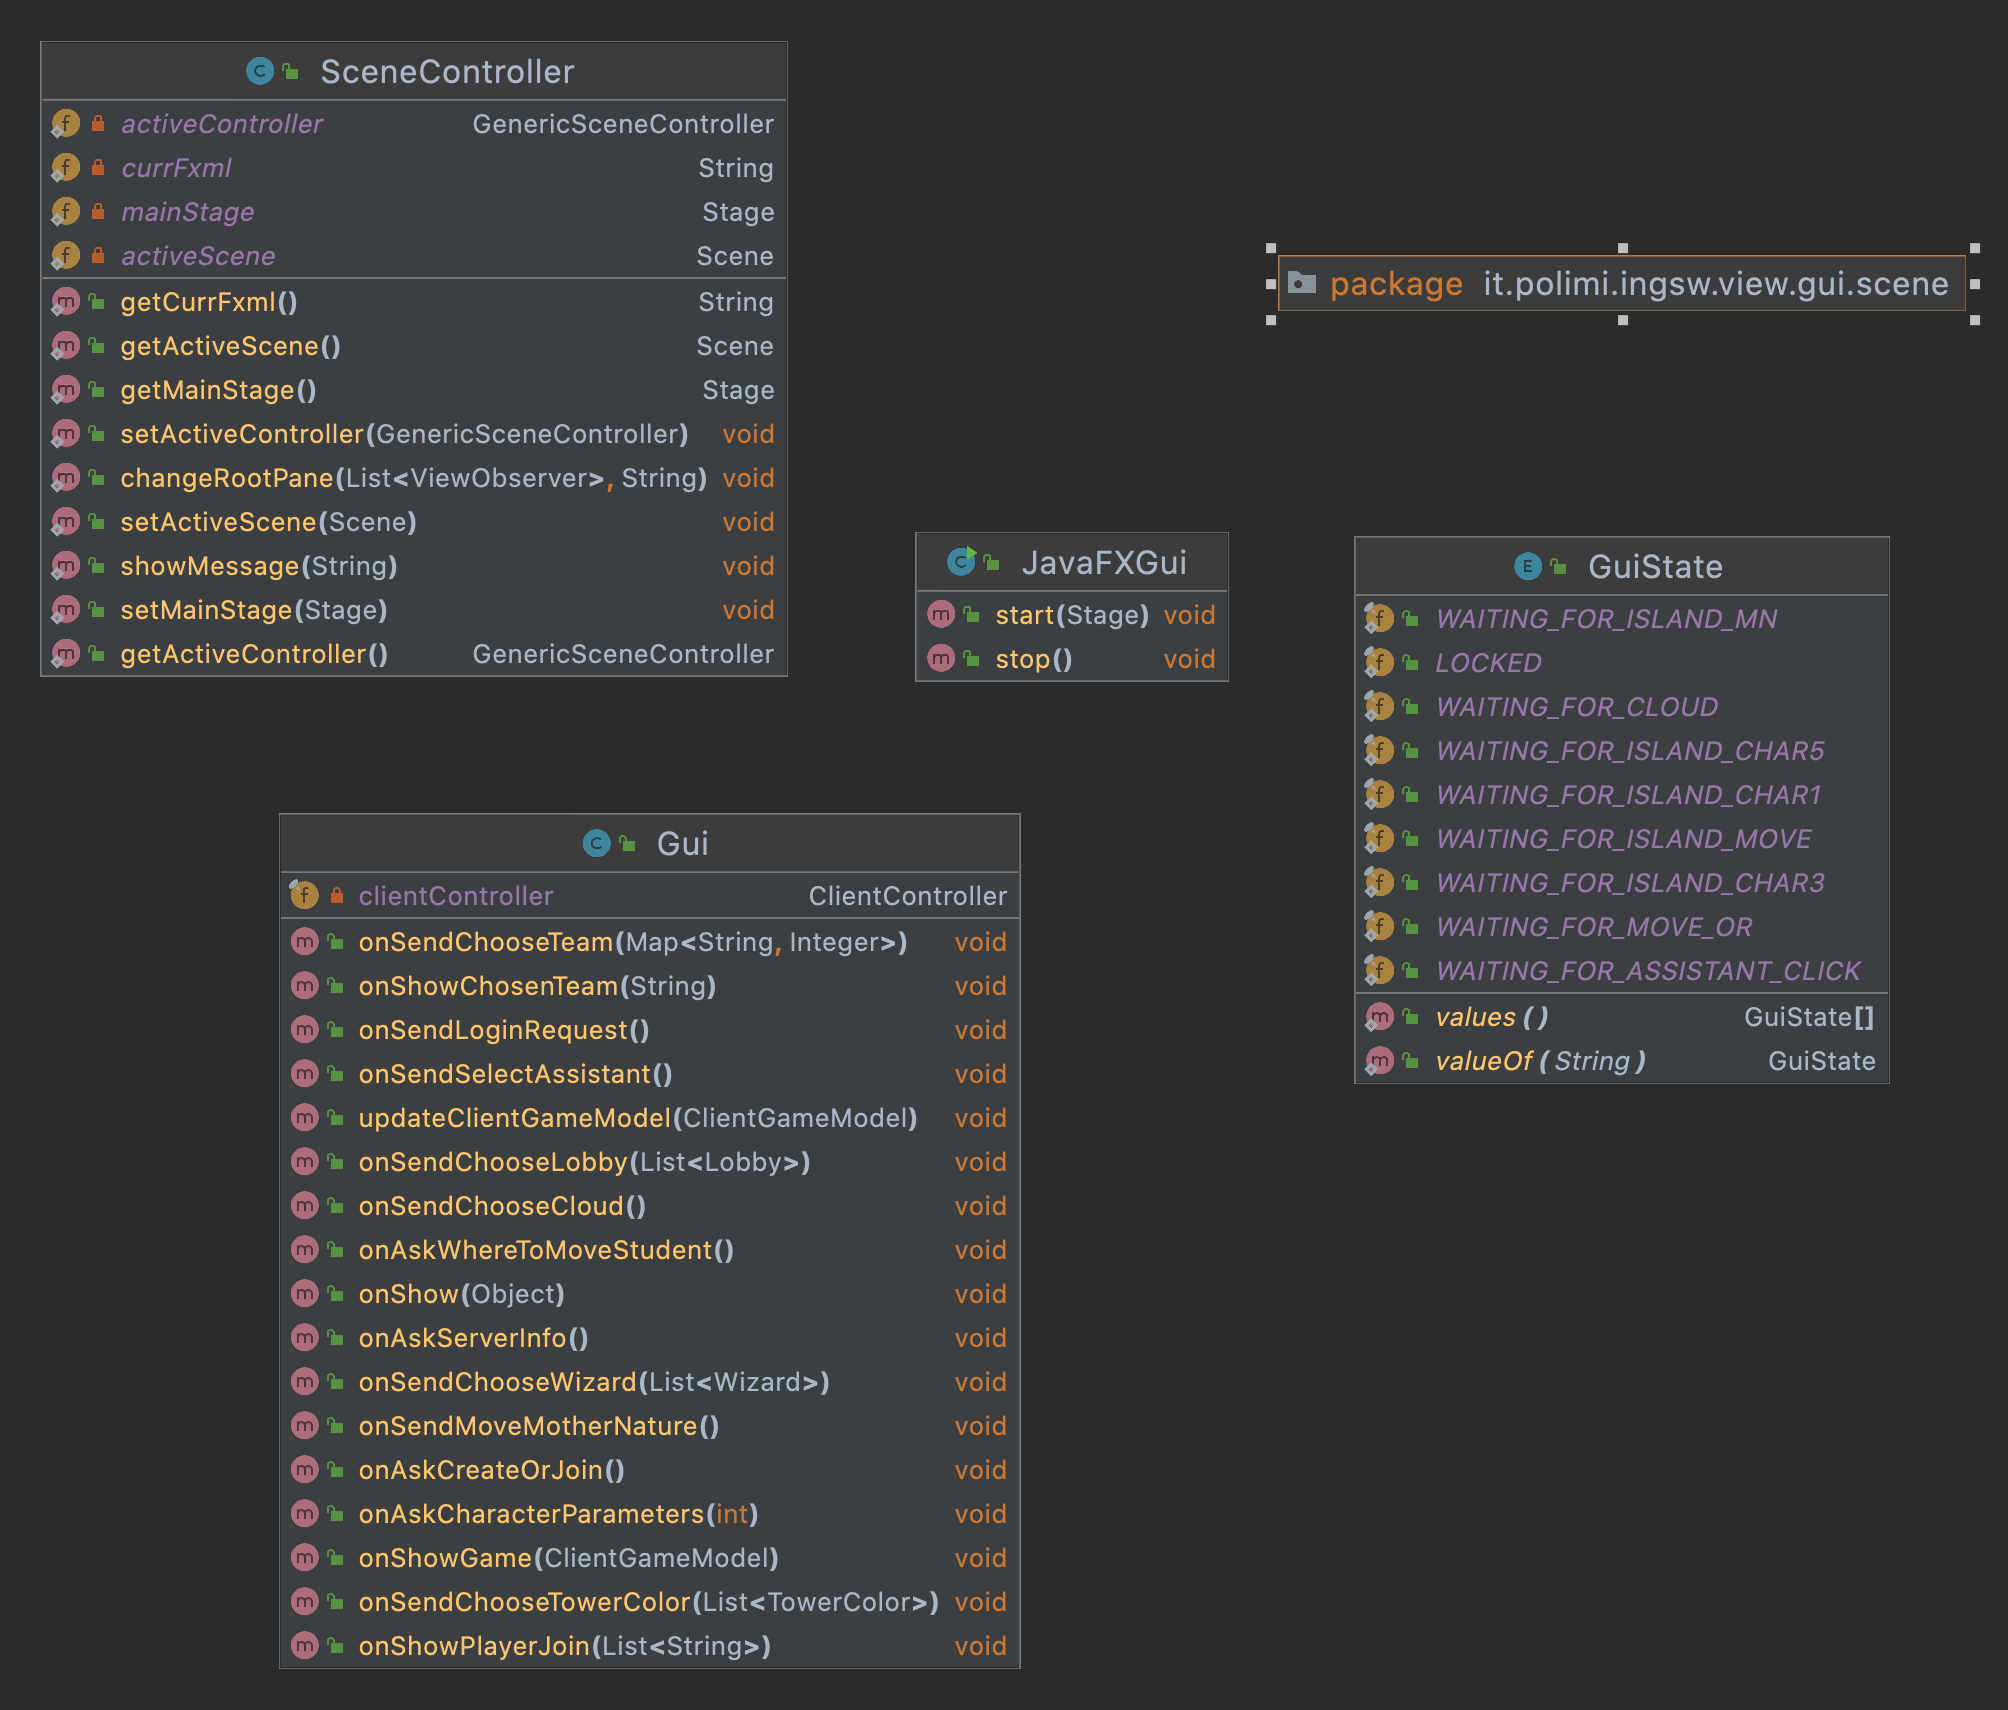 SceneController
activeController GenericSceneController
currFxml String
mainStage Stage
activeScene Scene
getCurrFxml() String
getActiveScene() Scene
getMainStage() Stage
setActiveController(GenericSceneController) void
changeRootPane(List<ViewObserver>, String) void
setActiveScene(Scene) void
showMessage(String) void
setMainStage(Stage) void
getActiveController() GenericSceneController
package it.polimi.ingsw.view.gui.scene
JavaFXGui
start(Stage) void
stop() void
GuiState
WAITING_FOR_ISLAND_MN
LOCKED
WAITING_FOR_CLOUD
WAITING_FOR_ISLAND_CHAR5
WAITING_FOR_ISLAND_CHAR1
WAITING_FOR_ISLAND_MOVE
WAITING_FOR_ISLAND_CHAR3
WAITING_FOR_MOVE_OR
WAITING_FOR_ASSISTANT_CLICK
values() GuiState[]
valueOf(String) GuiState
Gui
clientController ClientController
onSendChooseTeam(Map<String, Integer>) void
onShowChosenTeam(String) void
onSendLoginRequest() void
onSendSelectAssistant() void
updateClientGameModel(ClientGameModel) void
onSendChooseLobby(List<Lobby>) void
onSendChooseCloud() void
onAskWhereToMoveStudent() void
onShow(Object) void
onAskServerInfo() void
onSendChooseWizard(List<Wizard>) void
onSendMoveMotherNature() void
onAskCreateOrJoin() void
onAskCharacterParameters(int) void
onShowGame(ClientGameModel) void
onSendChooseTowerColor(List<TowerColor>) void
onShowPlayerJoin(List<String>) void